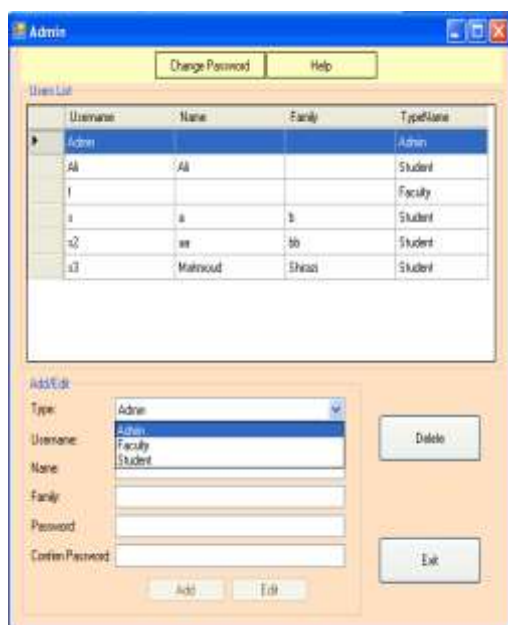 Admin
Change Password Help
Users List
Username Name Family TypeName
Admin Admin
Ali Ali Student
f Faculty
s a b Student
s2 aa bb Student
s3 Mahmoud Shirazi Student
Add/Edit
Type: Admin
Admin
Username: Faculty
Student
Name
Family
Password
Confirm Password
Add Edit
Delete
Exit